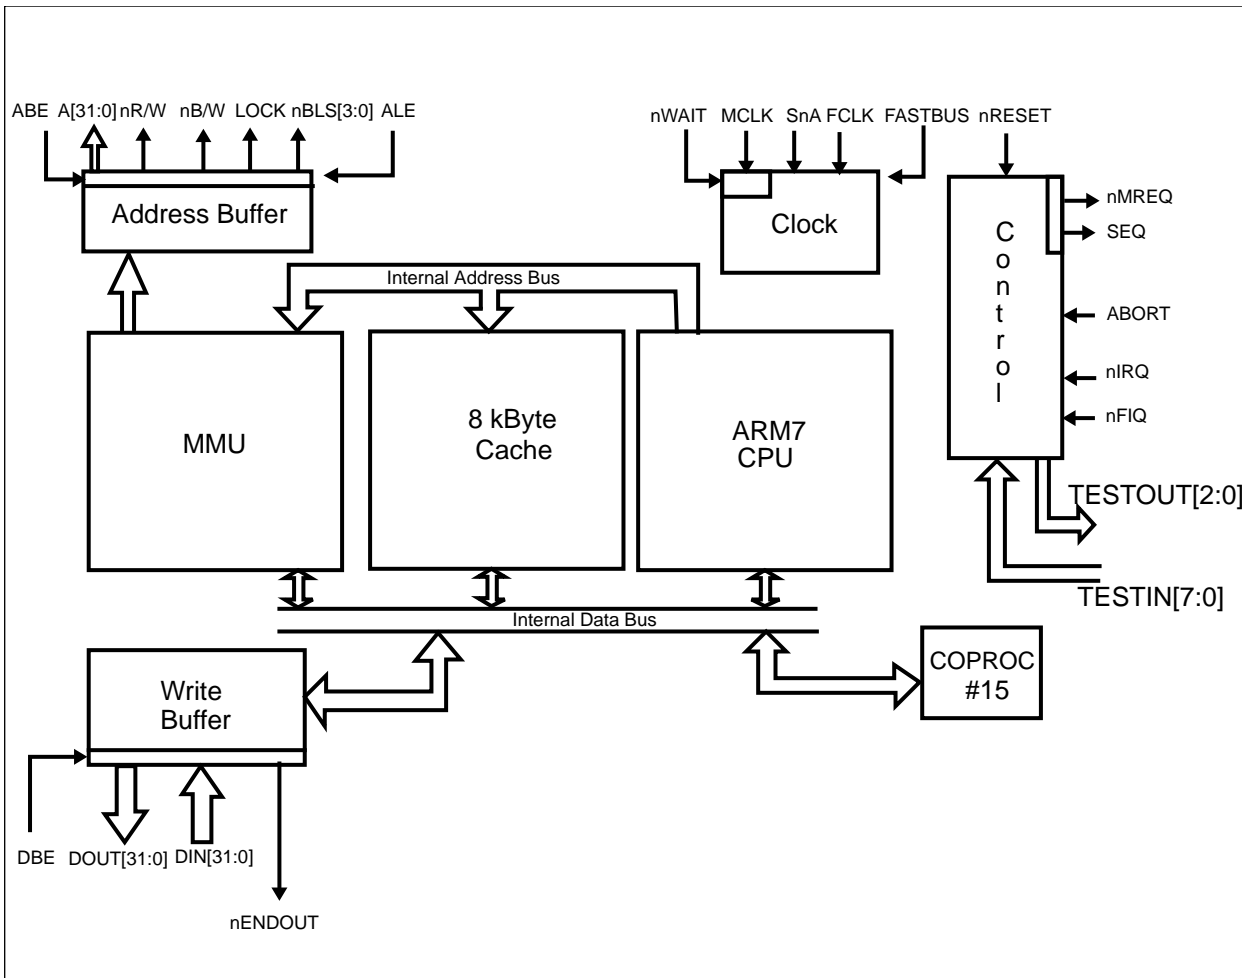 ABE A[31:0] nR/W nB/W LOCK nBLS[3:0] ALE
nWAIT MCLK SnA FCLK FASTBUS nRESET
Address Buffer
Clock
Control
nMREQ
SEQ
ABORT
nIRQ
nFIQ
Internal Address Bus
MMU
8 kByte
Cache
ARM7
CPU
TESTOUT[2:0]
TESTIN[7:0]
Internal Data Bus
Write
Buffer
COPROC
#15
DBE DOUT[31:0] DIN[31:0]
nENDOUT